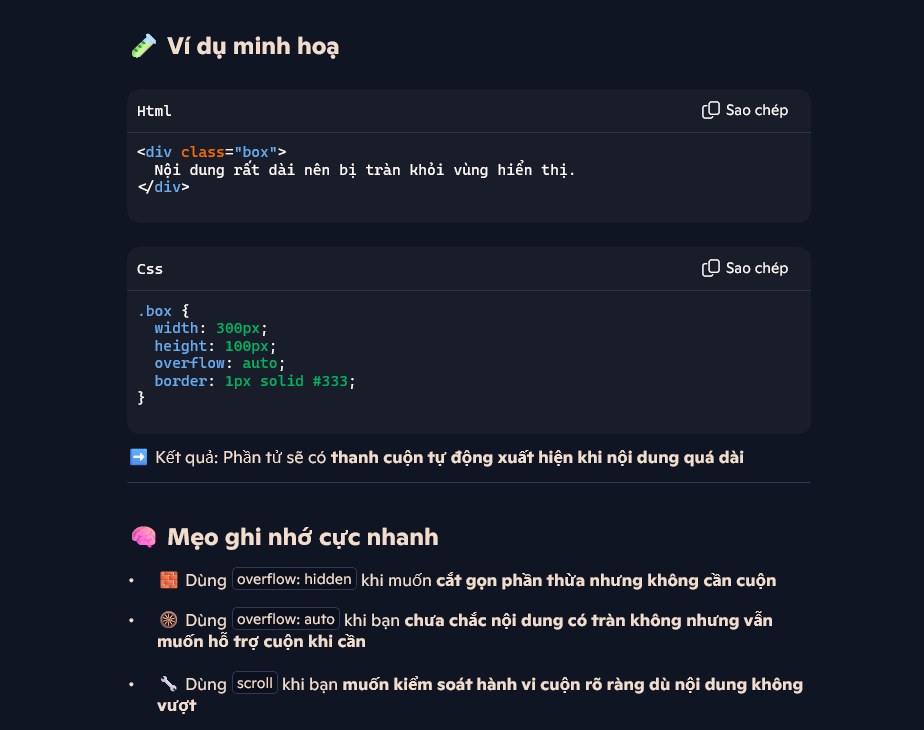 🧪 Ví dụ minh hoạ
Html
Sao chép
<div class="box">
  Nội dung rất dài nên bị tràn khỏi vùng hiển thị.
</div>
Css
Sao chép
.box {
  width: 300px;
  height: 100px;
  overflow: auto;
  border: 1px solid #333;
}
➡️ Kết quả: Phần tử sẽ có thanh cuộn tự động xuất hiện khi nội dung quá dài
🧠 Mẹo ghi nhớ cực nhanh
• 🧱 Dùng overflow: hidden khi muốn cắt gọn phần thừa nhưng không cần cuộn
• 🛞 Dùng overflow: auto khi bạn chưa chắc nội dung có tràn không nhưng vẫn
muốn hỗ trợ cuộn khi cần
• 🔧 Dùng scroll khi bạn muốn kiểm soát hành vi cuộn rõ ràng dù nội dung không
vượt